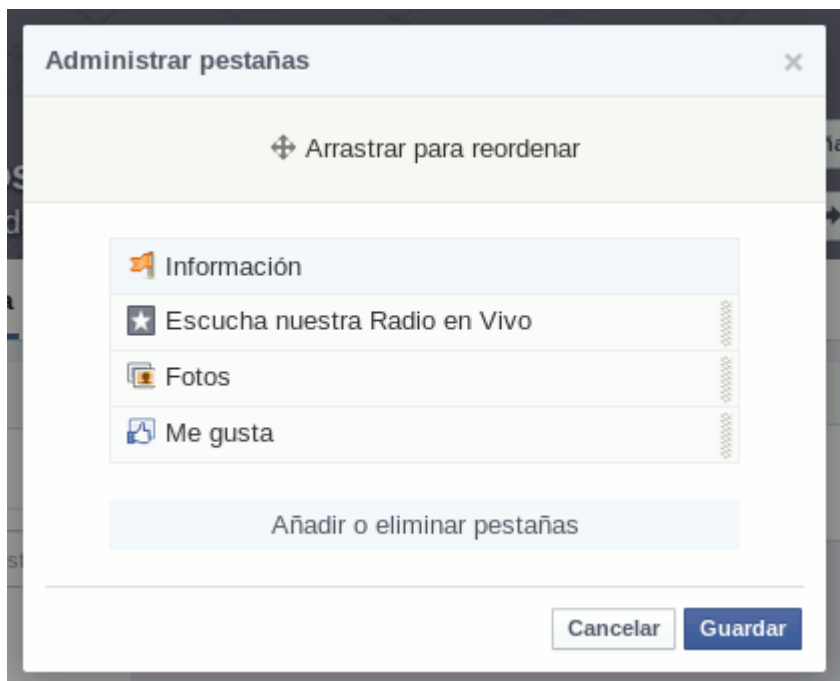 Administrar pestañas
Arrastrar para reordenar
Información
Escucha nuestra Radio en Vivo
Fotos
Me gusta
Añadir o eliminar pestañas
Cancelar
Guardar